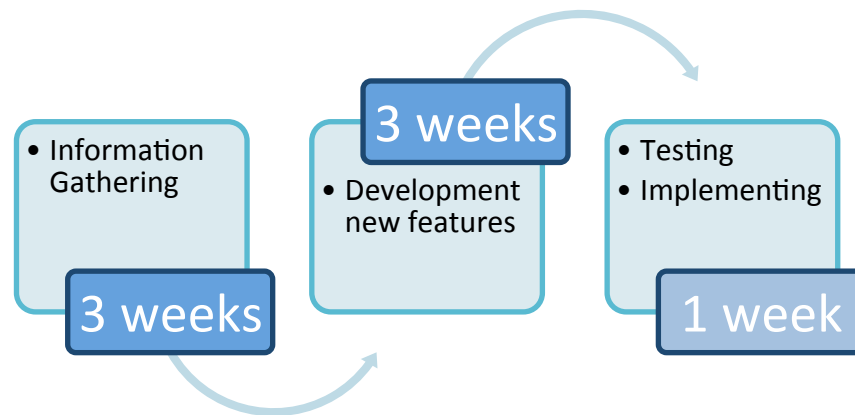 • Information
Gathering
3 weeks
3 weeks
• Development
new features
• Testing
• Implementing
1 week